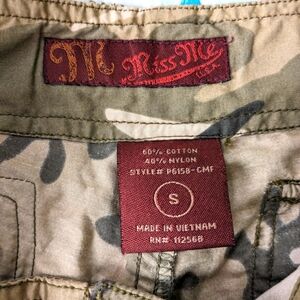 M Miss Me
U.S.A.
60% COTTON
40% NYLON
STYLE# P6158-CMF
S
MADE IN VIETNAM
RN# 112568